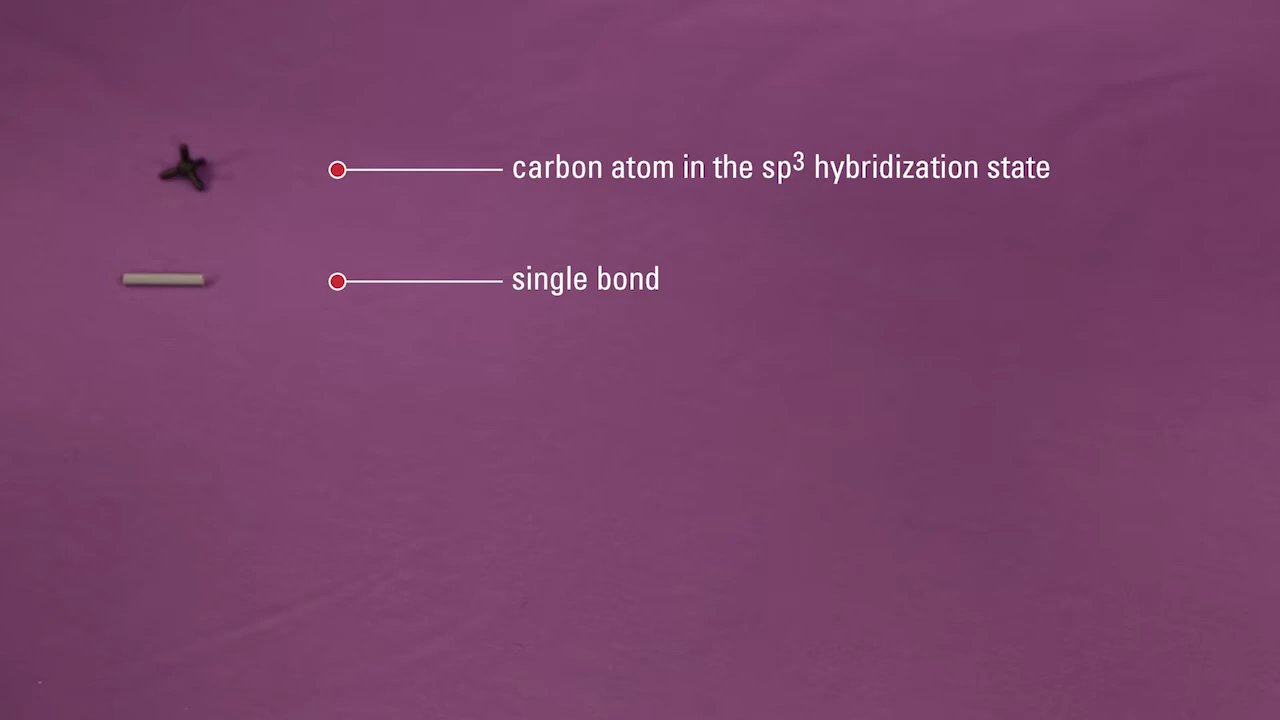 carbon atom in the sp³ hybridization state
single bond